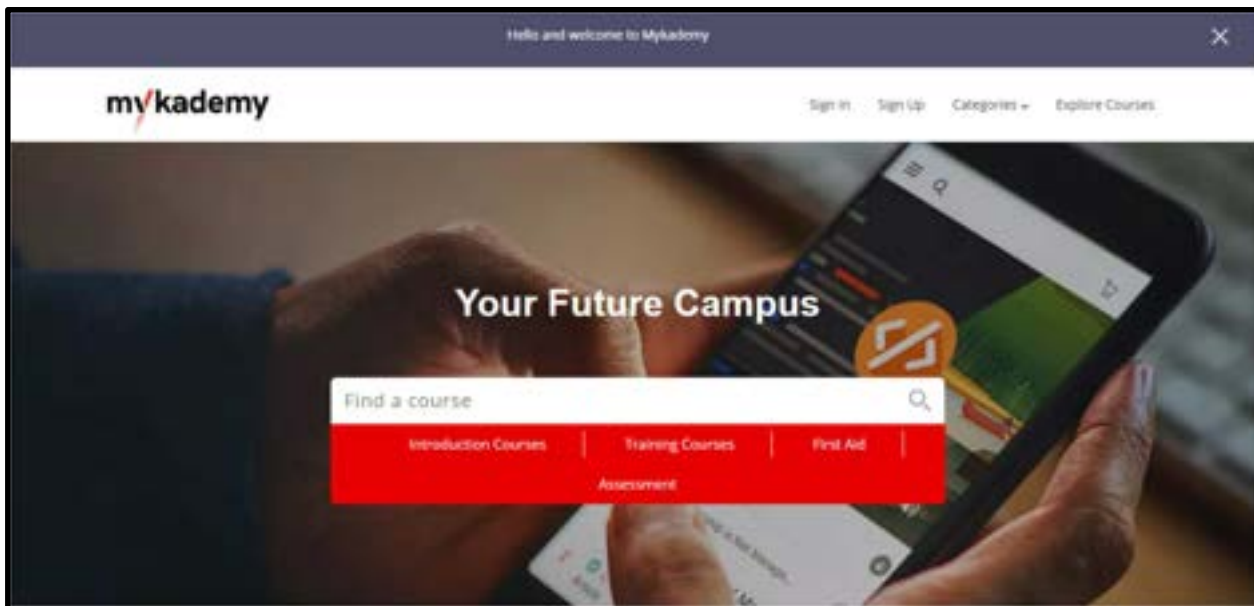 Hello and welcome to Mykademy
mykademy
Sign In Sign Up Categories Explore Courses
Your Future Campus
Find a course
Introduction Courses Training Courses First Aid
Assessment